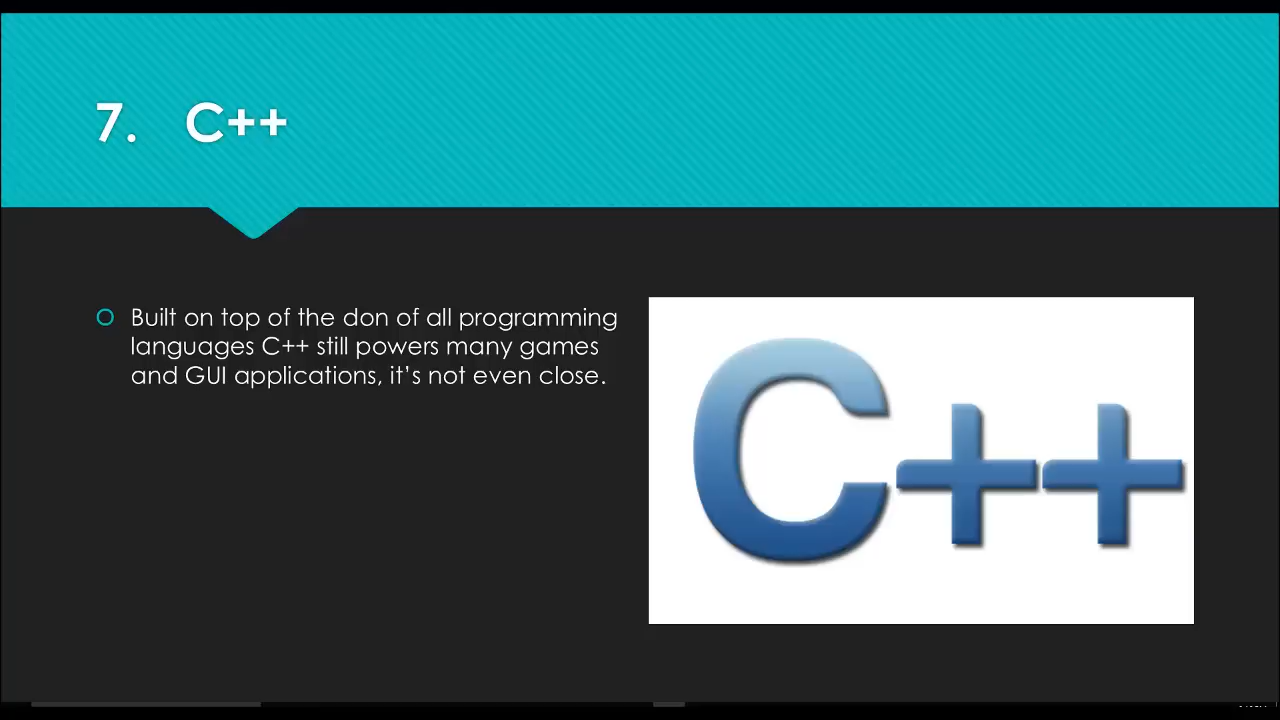 7. C++
Built on top of the don of all programming
languages C++ still powers many games
and GUI applications, it's not even close.
C++